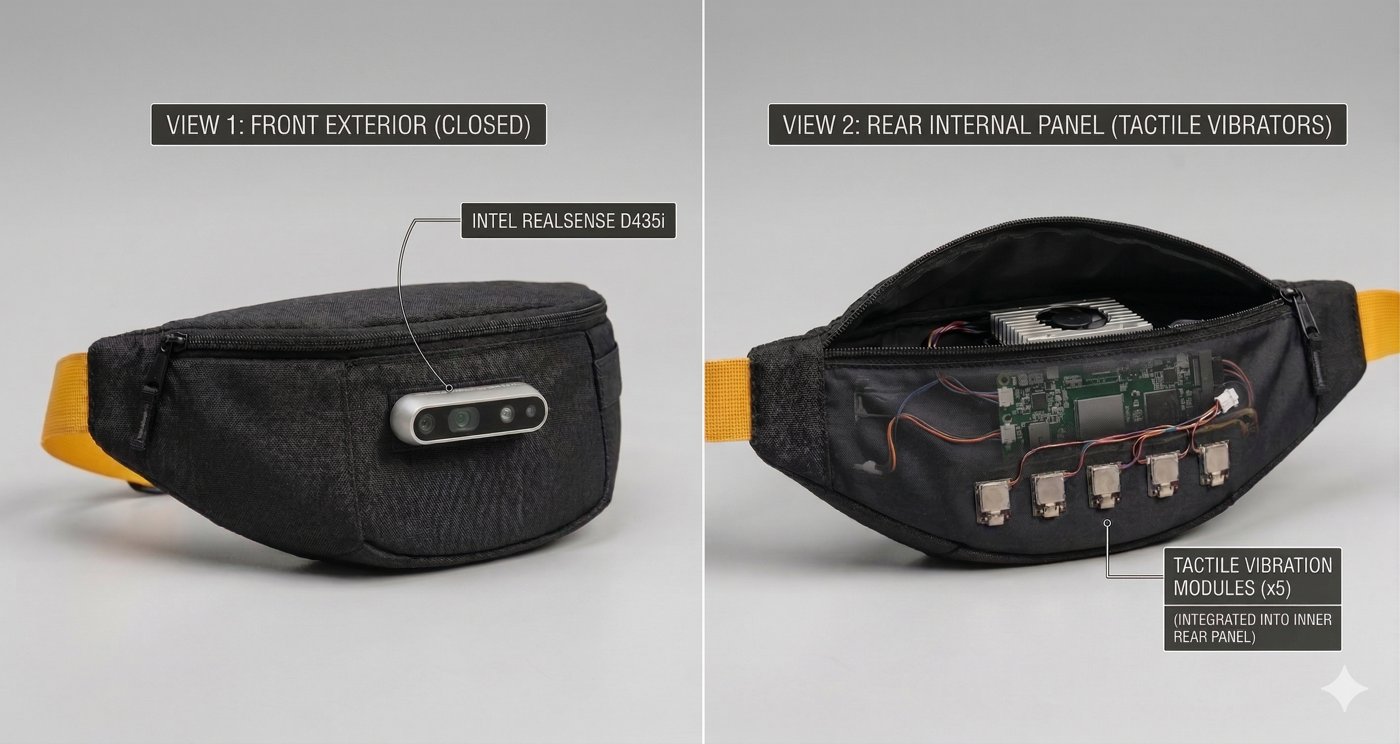 VIEW 1: FRONT EXTERIOR (CLOSED)
INTEL REALSENSE D435i
VIEW 2: REAR INTERNAL PANEL (TACTILE VIBRATORS)
TACTILE VIBRATION
MODULES (x5)
(INTEGRATED INTO INNER
REAR PANEL)